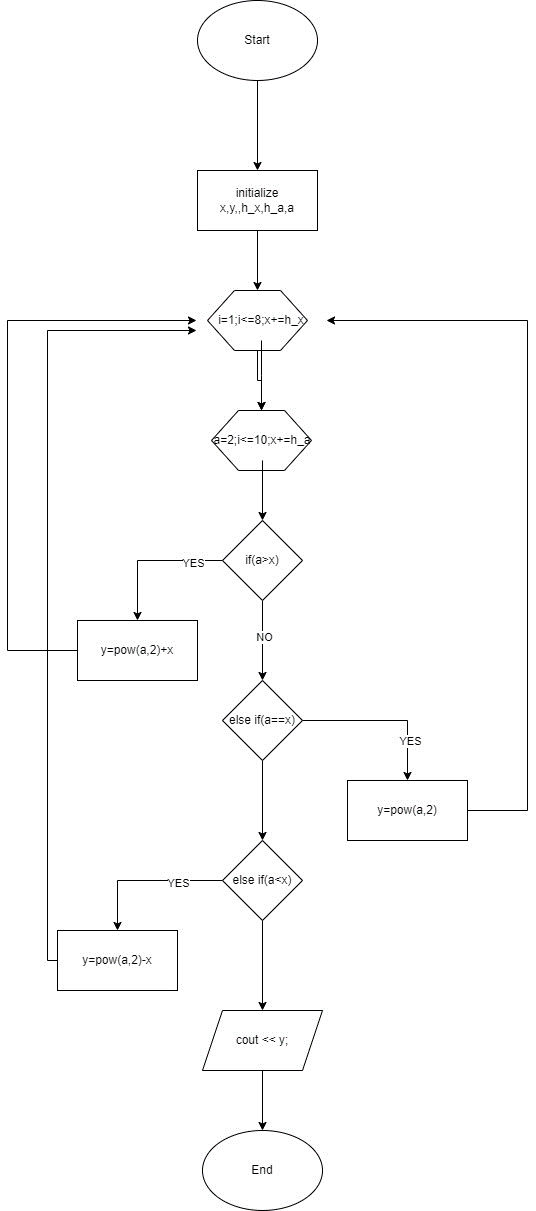 Start
initialize
x,y,,h_x,h_a,a
i=1;i<=8;x+=h_x
a=2;i<=10;x+=h_a
if(a>x)
YES
y=pow(a,2)+x
NO
else if(a==x)
YES
y=pow(a,2)
else if(a<x)
YES
y=pow(a,2)-x
cout << y;
End